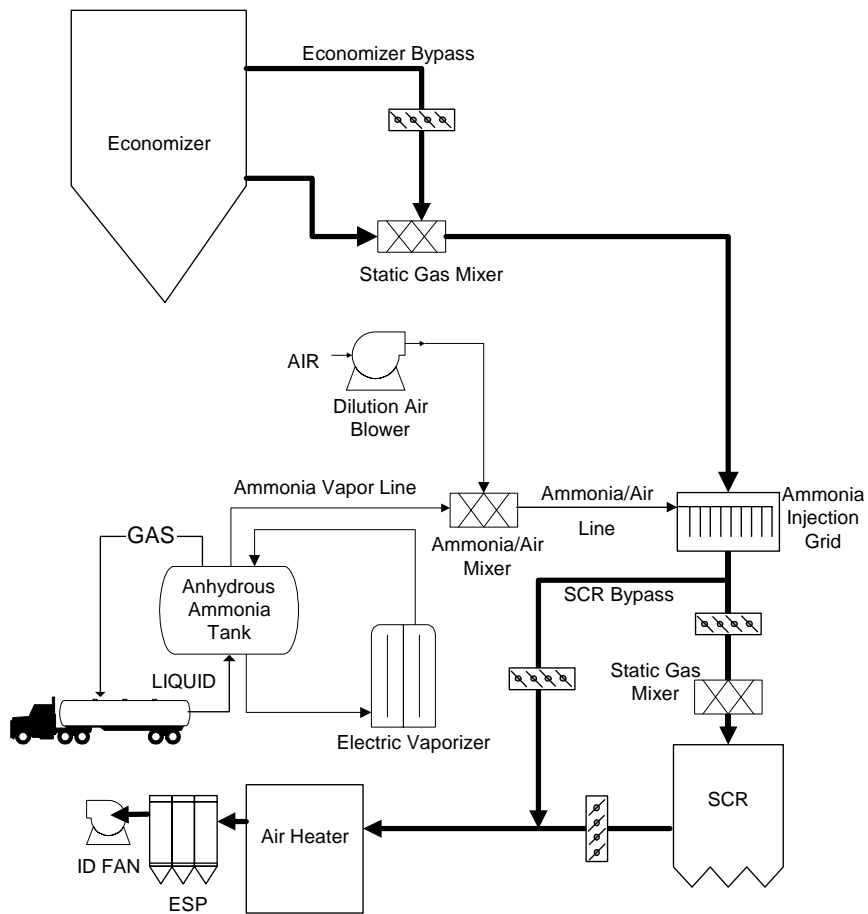 Economizer Bypass
Economizer
Static Gas Mixer
AIR
Dilution Air
Blower
Ammonia Vapor Line
Ammonia/Air
Line
Ammonia
Injection
Grid
Ammonia/Air
Mixer
GAS
Anhydrous
Ammonia
Tank
SCR Bypass
LIQUID
Static Gas
Mixer
Electric Vaporizer
SCR
Air Heater
ID FAN
ESP